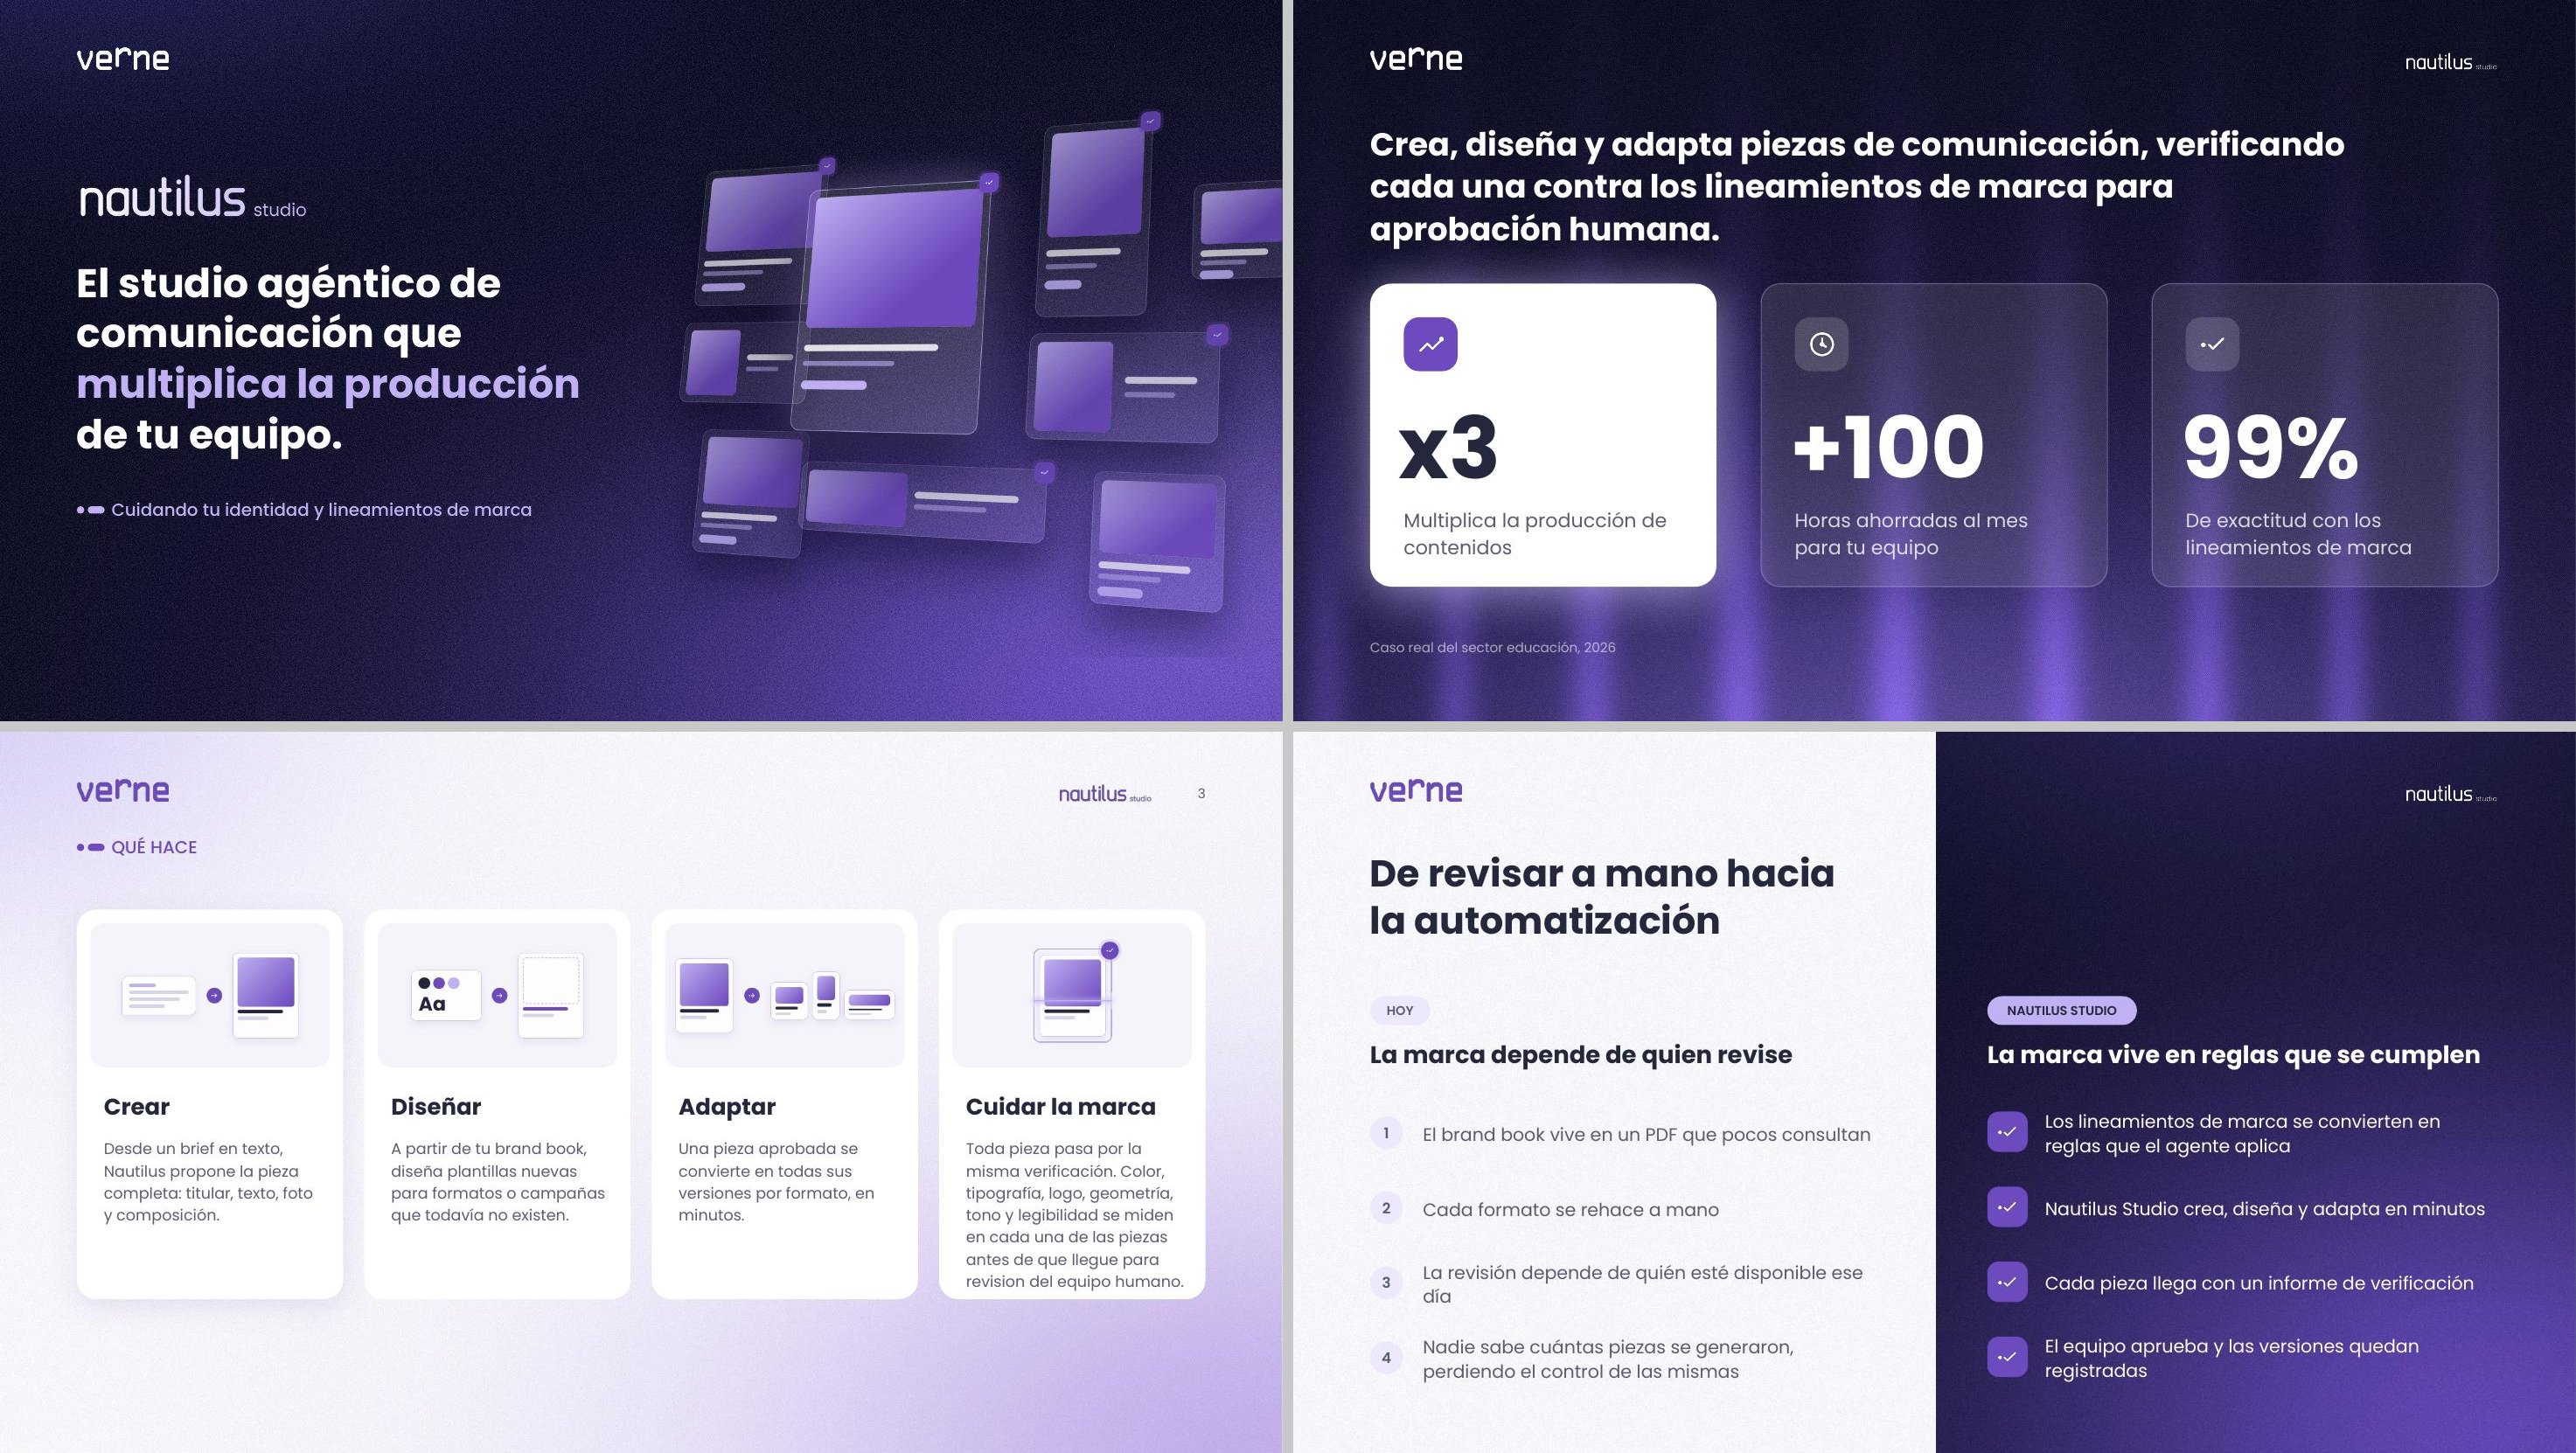 verne
nautilus studio
El studio agéntico de
comunicación que
multiplica la producción
de tu equipo.
Cuidando tu identidad y lineamientos de marca
verne
nautilus studio
Crea, diseña y adapta piezas de comunicación, verificando
cada una contra los lineamientos de marca para
aprobación humana.
x3
Multiplica la producción de
contenidos
+100
Horas ahorradas al mes
para tu equipo
99%
De exactitud con los
lineamientos de marca
Caso real del sector educación, 2026
verne
nautilus studio
3
QUÉ HACE
Crear
Desde un brief en texto,
Nautilus propone la pieza
completa: titular, texto, foto
y composición.
Aa
Diseñar
A partir de tu brand book,
diseña plantillas nuevas
para formatos o campañas
que todavía no existen.
Adaptar
Una pieza aprobada se
convierte en todas sus
versiones por formato, en
minutos.
Cuidar la marca
Toda pieza pasa por la
misma verificación. Color,
tipografía, logo, geometría,
tono y legibilidad se miden
en cada una de las piezas
antes de que llegue para
revision del equipo humano.
verne
nautilus studio
De revisar a mano hacia
la automatización
HOY
La marca depende de quien revise
1
El brand book vive en un PDF que pocos consultan
2
Cada formato se rehace a mano
3
La revisión depende de quién esté disponible ese
día
4
Nadie sabe cuántas piezas se generaron,
perdiendo el control de las mismas
NAUTILUS STUDIO
La marca vive en reglas que se cumplen
Los lineamientos de marca se convierten en
reglas que el agente aplica
Nautilus Studio crea, diseña y adapta en minutos
Cada pieza llega con un informe de verificación
El equipo aprueba y las versiones quedan
registradas